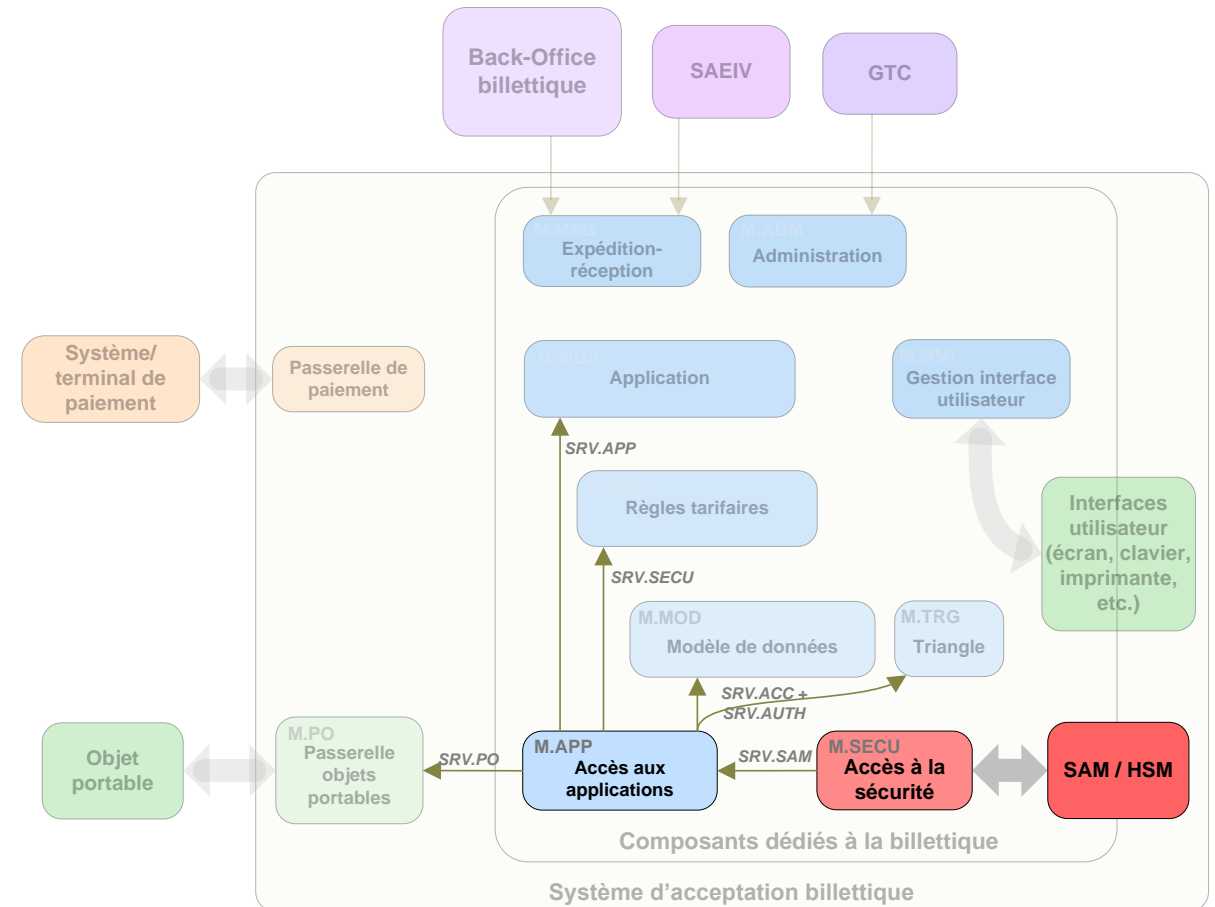 Back-Office
billettique
SAEIV
GTC
M.MSG
Expédition-
réception
M.ADM
Administration
Système/
terminal de
paiement
Passerelle de
paiement
M.MGR
Application
M.MMI
Gestion interface
utilisateur
SRV.APP
Règles tarifaires
Interfaces
utilisateur
(écran, clavier,
imprimante,
etc.)
SRV.SECU
M.MOD
Modèle de données
M.TRG
Triangle
SRV.ACC +
SRV.AUTH
Objet
portable
M.PO
Passerelle
objets
portables
SRV.PO
M.APP
Accès aux
applications
SRV.SAM
M.SECU
Accès à la
sécurité
SAM / HSM
Composants dédiés à la billettique
Système d'acceptation billettique